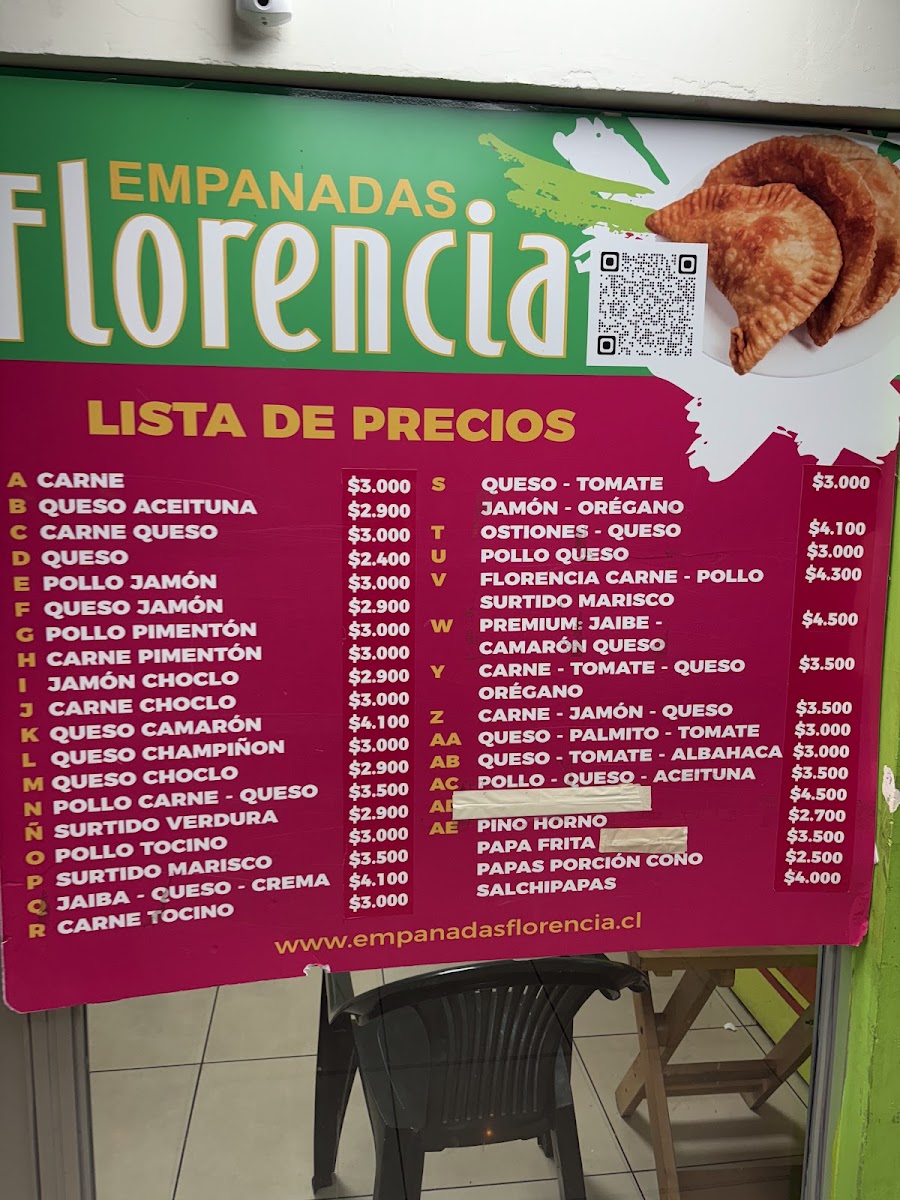 EMPANADAS
Florencia
LISTA DE PRECIOS
A CARNE $3.000
B QUESO ACEITUNA $2.900
C CARNE QUESO $3.000
D QUESO $2.400
E POLLO JAMÓN $3.000
F QUESO JAMÓN $2.900
G POLLO PIMENTÓN $3.000
H CARNE PIMENTÓN $3.000
I JAMÓN CHOCLO $2.900
J CARNE CHOCLO $3.000
K QUESO CAMARÓN $4.100
L QUESO CHAMPIÑON $3.000
M QUESO CHOCLO $2.900
N POLLO CARNE - QUESO $3.500
Ñ SURTIDO VERDURA $2.900
O POLLO TOCINO $3.000
P SURTIDO MARISCO $3.500
Q JAIBA - QUESO - CREMA $4.100
R CARNE TOCINO $3.000
S QUESO - TOMATE $3.000
JAMÓN - ORÉGANO
T OSTIONES - QUESO $4.100
U POLLO QUESO $3.000
V FLORENCIA CARNE - POLLO $4.300
SURTIDO MARISCO
W PREMIUM: JAIBE - $4.500
CAMARÓN QUESO
Y CARNE - TOMATE - QUESO $3.500
ORÉGANO
Z CARNE - JAMÓN - QUESO $3.500
AA QUESO - PALMITO - TOMATE $3.000
AB QUESO - TOMATE - ALBAHACA $3.000
AC POLLO - QUESO - ACEITUNA $3.500
$4.500
AE PINO HORNO $2.700
PAPA FRITA $3.500
PAPAS PORCIÓN CONO $2.500
SALCHIPAPAS $4.000
www.empanadasflorencia.cl